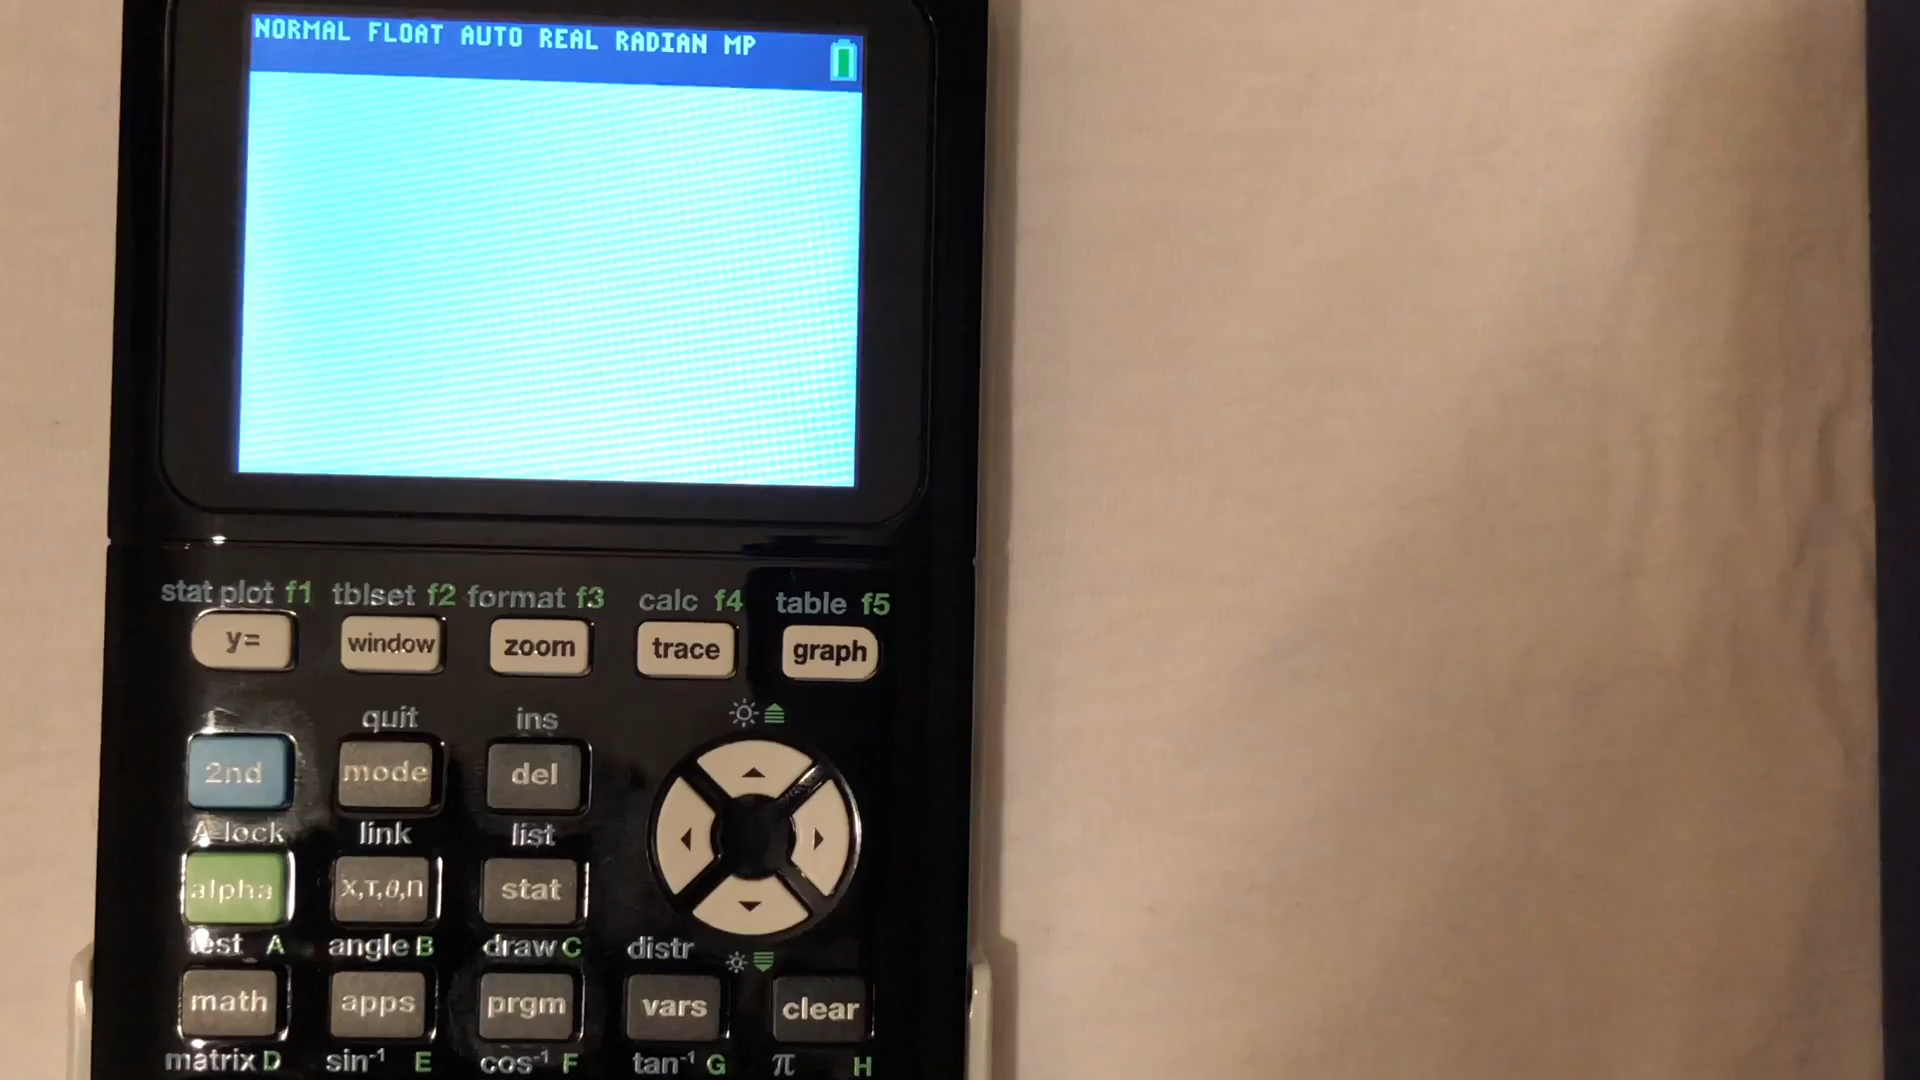 NORMAL FLOAT AUTO REAL RADIAN MP
stat plot f1 tblset f2 format f3 calc f4 table f5
y= window zoom trace graph
quit ins
2nd mode del
A-lock link list
alpha X,T,θ,n stat
test A angle B draw C distr
math apps prgm vars clear
matrix D sin-1 E cos-1 F tan-1 G π H